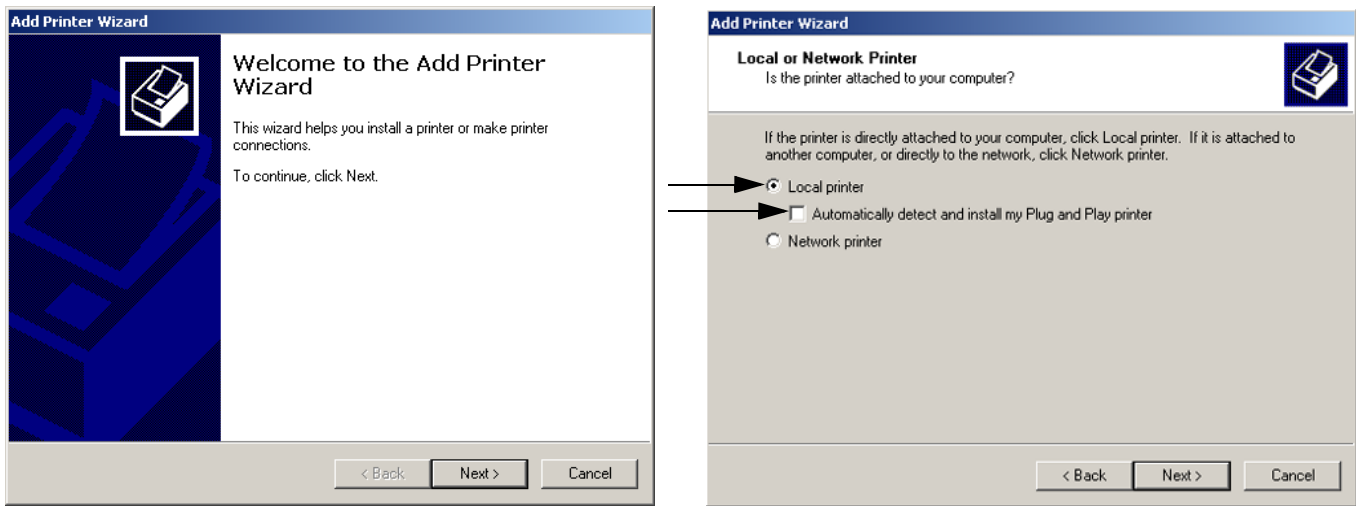 Add Printer Wizard
Welcome to the Add Printer
Wizard
This wizard helps you install a printer or make printer
connections.
To continue, click Next.
< Back
Next >
Cancel
Add Printer Wizard
Local or Network Printer
Is the printer attached to your computer?
If the printer is directly attached to your computer, click Local printer. If it is attached to
another computer, or directly to the network, click Network printer.
Local printer
Automatically detect and install my Plug and Play printer
Network printer
< Back
Next >
Cancel